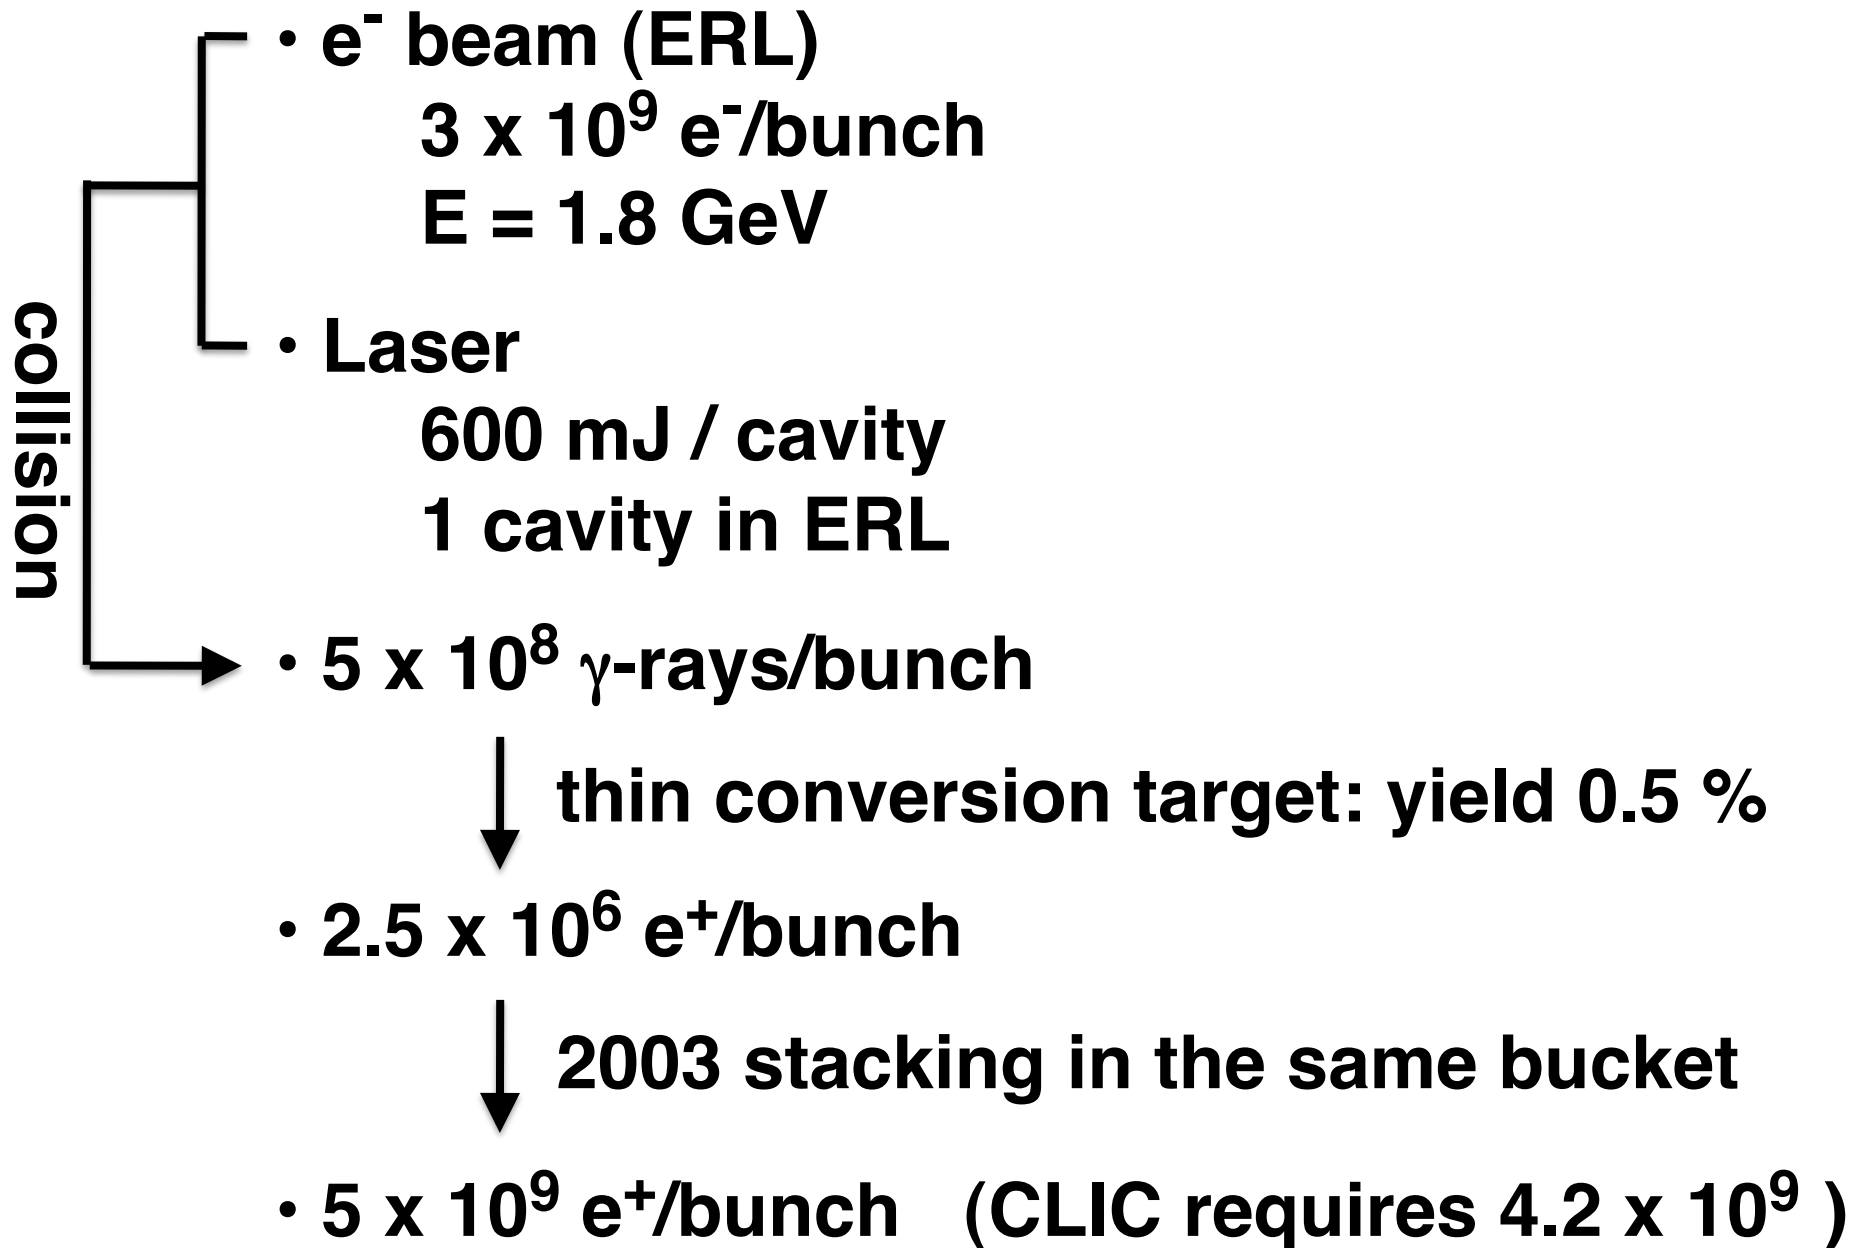 • e⁻ beam (ERL)
3 x 10⁹ e⁻/bunch
E = 1.8 GeV
collision
• Laser
600 mJ / cavity
1 cavity in ERL
• 5 x 10⁸ γ-rays/bunch
thin conversion target: yield 0.5 %
• 2.5 x 10⁶ e⁺/bunch
2003 stacking in the same bucket
• 5 x 10⁹ e⁺/bunch (CLIC requires 4.2 x 10⁹ )